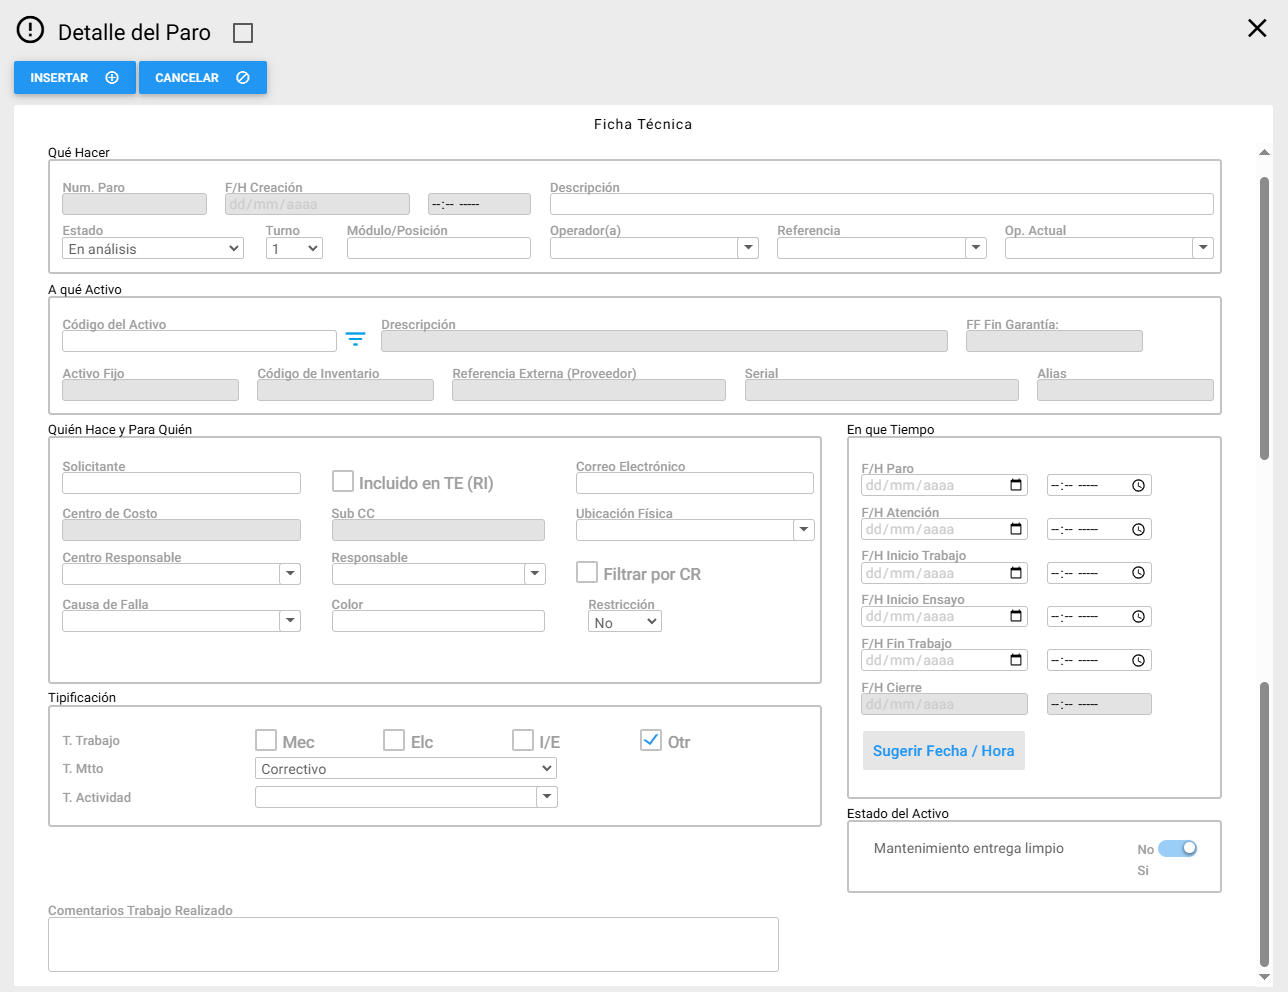 Detalle del Paro
INSERTAR CANCELAR
Ficha Técnica
Qué Hacer
Num. Paro F/H Creación Descripción
dd/mm/aaaa --:-- -----
Estado Turno Módulo/Posición Operador(a) Referencia Op. Actual
En análisis 1
A qué Activo
Código del Activo Drescripción FF Fin Garantía:
Activo Fijo Código de Inventario Referencia Externa (Proveedor) Serial Alias
Quién Hace y Para Quién
Solicitante Correo Electrónico
Incluido en TE (RI)
Centro de Costo Sub CC Ubicación Física
Centro Responsable Responsable
Filtrar por CR
Causa de Falla Color Restricción
No
En que Tiempo
F/H Paro
dd/mm/aaaa --:-- -----
F/H Atención
dd/mm/aaaa --:-- -----
F/H Inicio Trabajo
dd/mm/aaaa --:-- -----
F/H Inicio Ensayo
dd/mm/aaaa --:-- -----
F/H Fin Trabajo
dd/mm/aaaa --:-- -----
F/H Cierre
dd/mm/aaaa --:-- -----
Sugerir Fecha / Hora
Tipificación
T. Trabajo Mec Elc I/E Otr
T. Mtto Correctivo
T. Actividad
Estado del Activo
Mantenimiento entrega limpio No
Si
Comentarios Trabajo Realizado